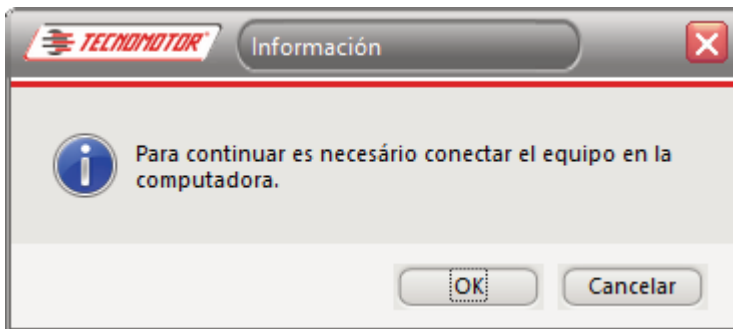 TECNOMOTOR®
Información
Para continuar es necesário conectar el equipo en la
computadora.
OK
Cancelar